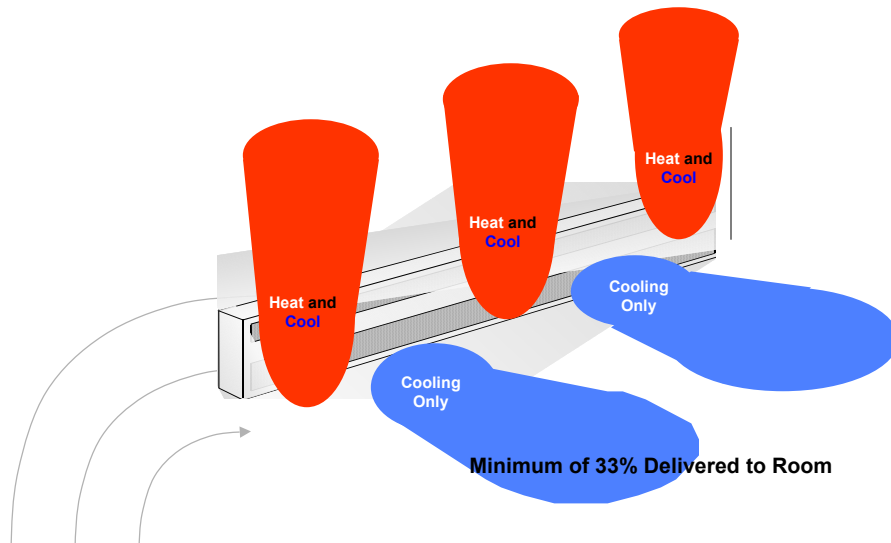 Heat and
Cool
Heat and
Cool
Heat and
Cool
Cooling
Only
Cooling
Only
Minimum of 33% Delivered to Room